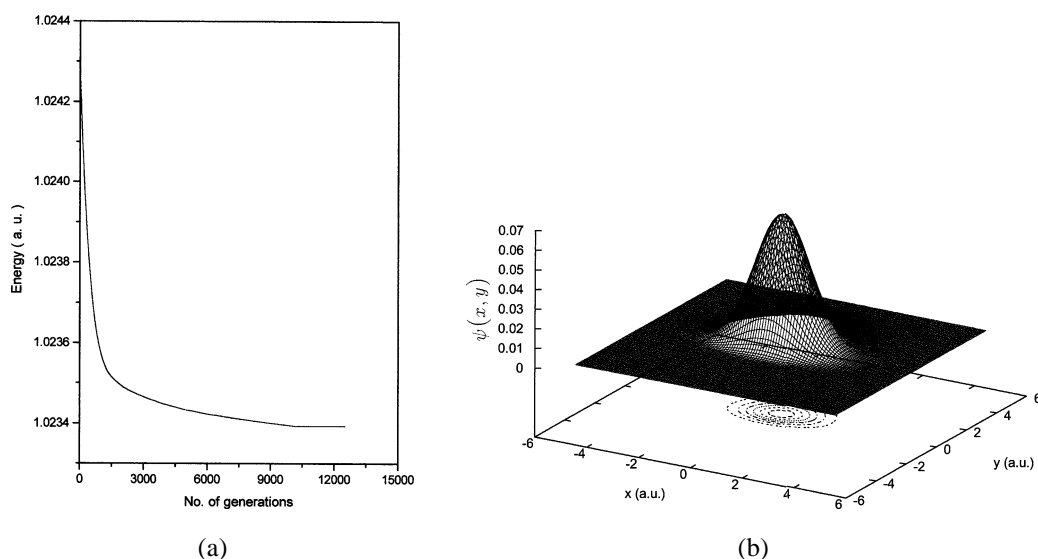 1.0244
1.0242
1.0240
1.0238
1.0236
1.0234
Energy ( a. u. )
0 3000 6000 9000 12000 15000
No. of generations
(a)
0.07
0.06
0.05
0.04
0.03
0.02
0.01
0
ψ(x, y)
-6 -4 -2 0 2 4 6
x (a.u.)
-6 -4 -2 0 2 4 6
y (a.u.)
(b)